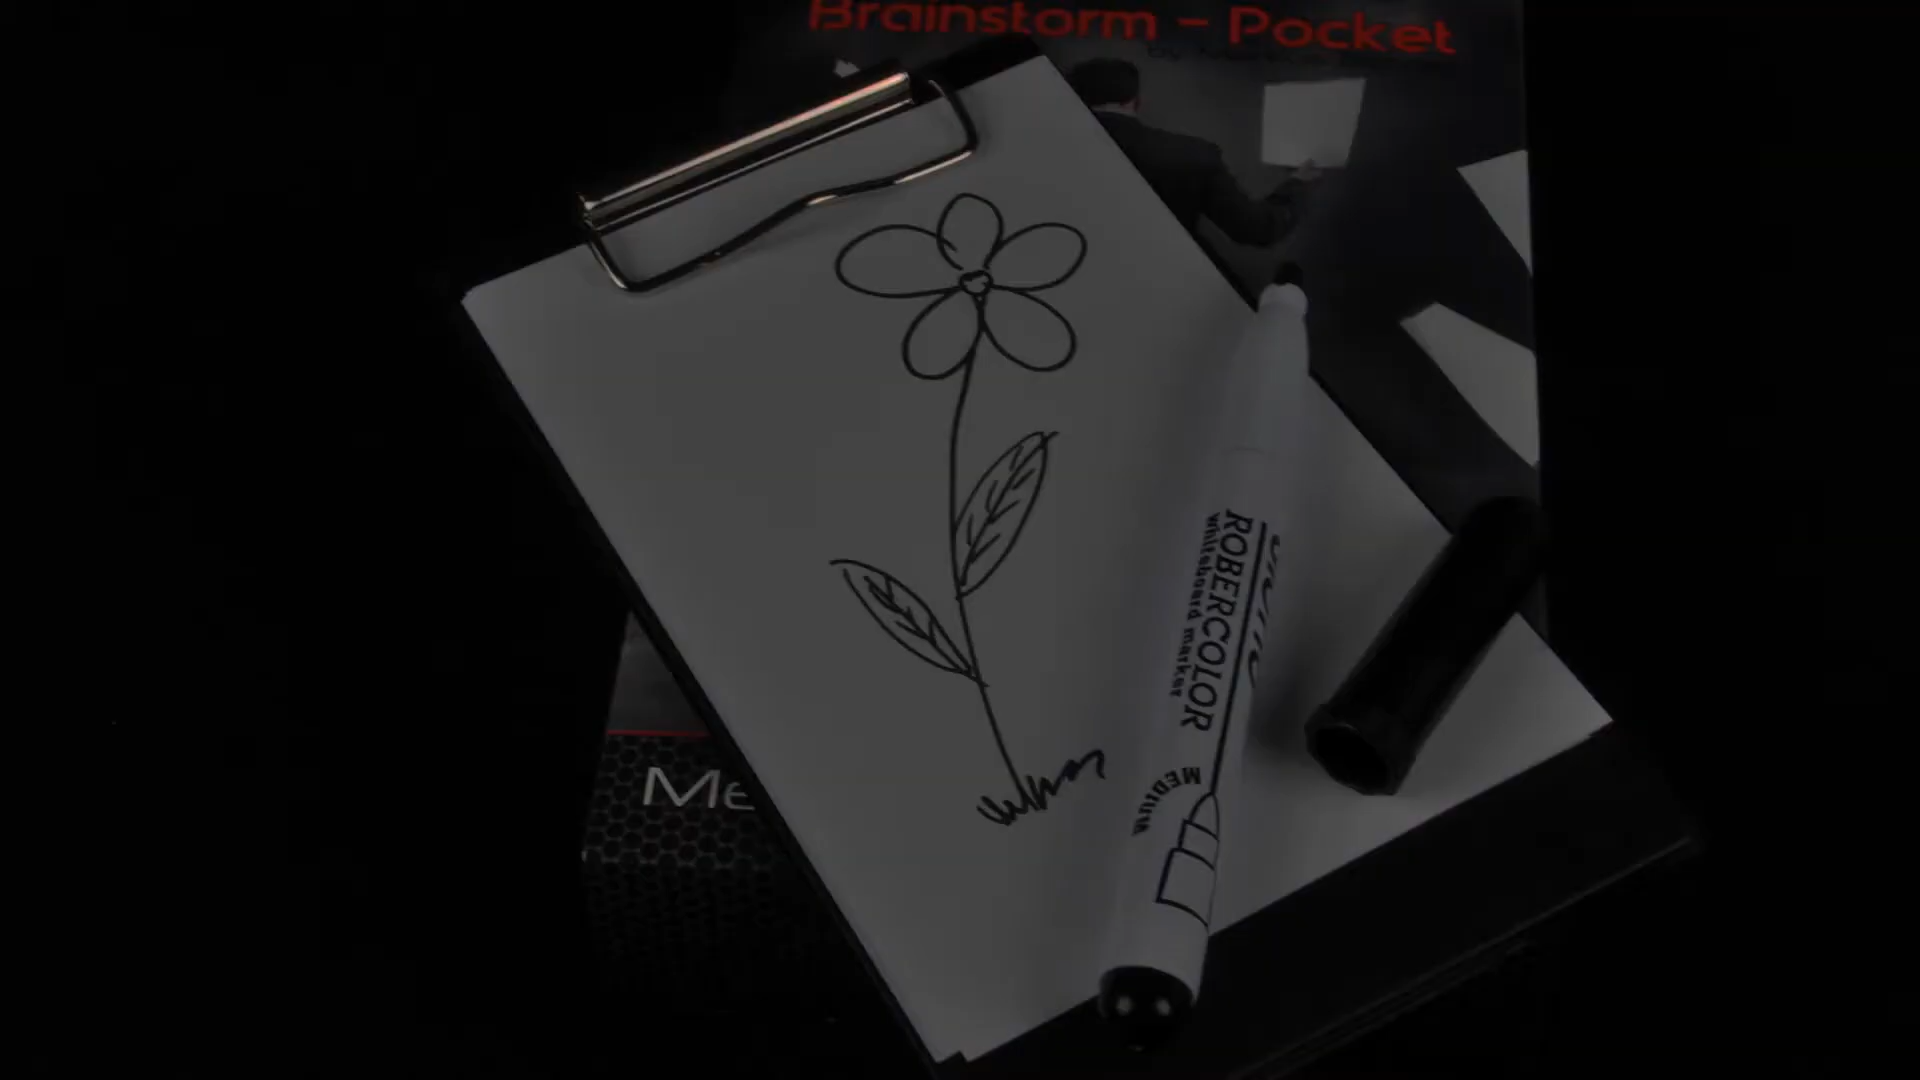 Brainstorm - Pocket
Me
ROBERCOLOR
whiteboard marker
MEDIUM